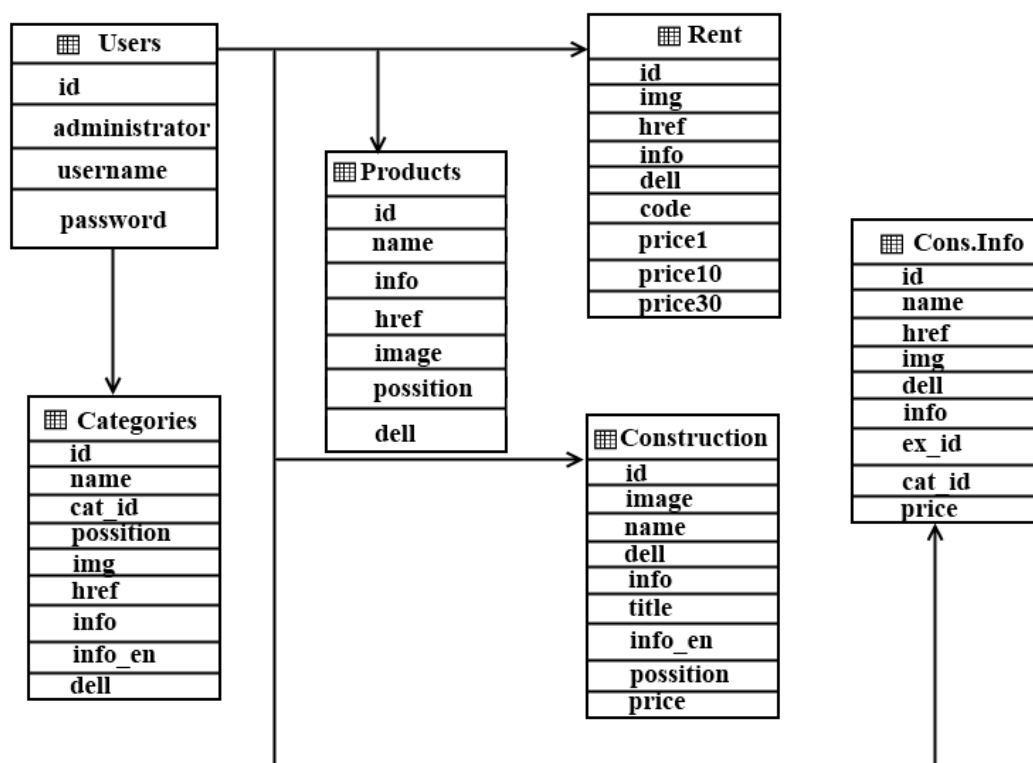 Users
id
administrator
username
password
Rent
id
img
href
info
dell
code
price1
price10
price30
Products
id
name
info
href
image
possition
dell
Cons.Info
id
name
href
img
dell
info
ex_id
cat_id
price
Categories
id
name
cat_id
possition
img
href
info
info_en
dell
Construction
id
image
name
dell
info
title
info_en
possition
price